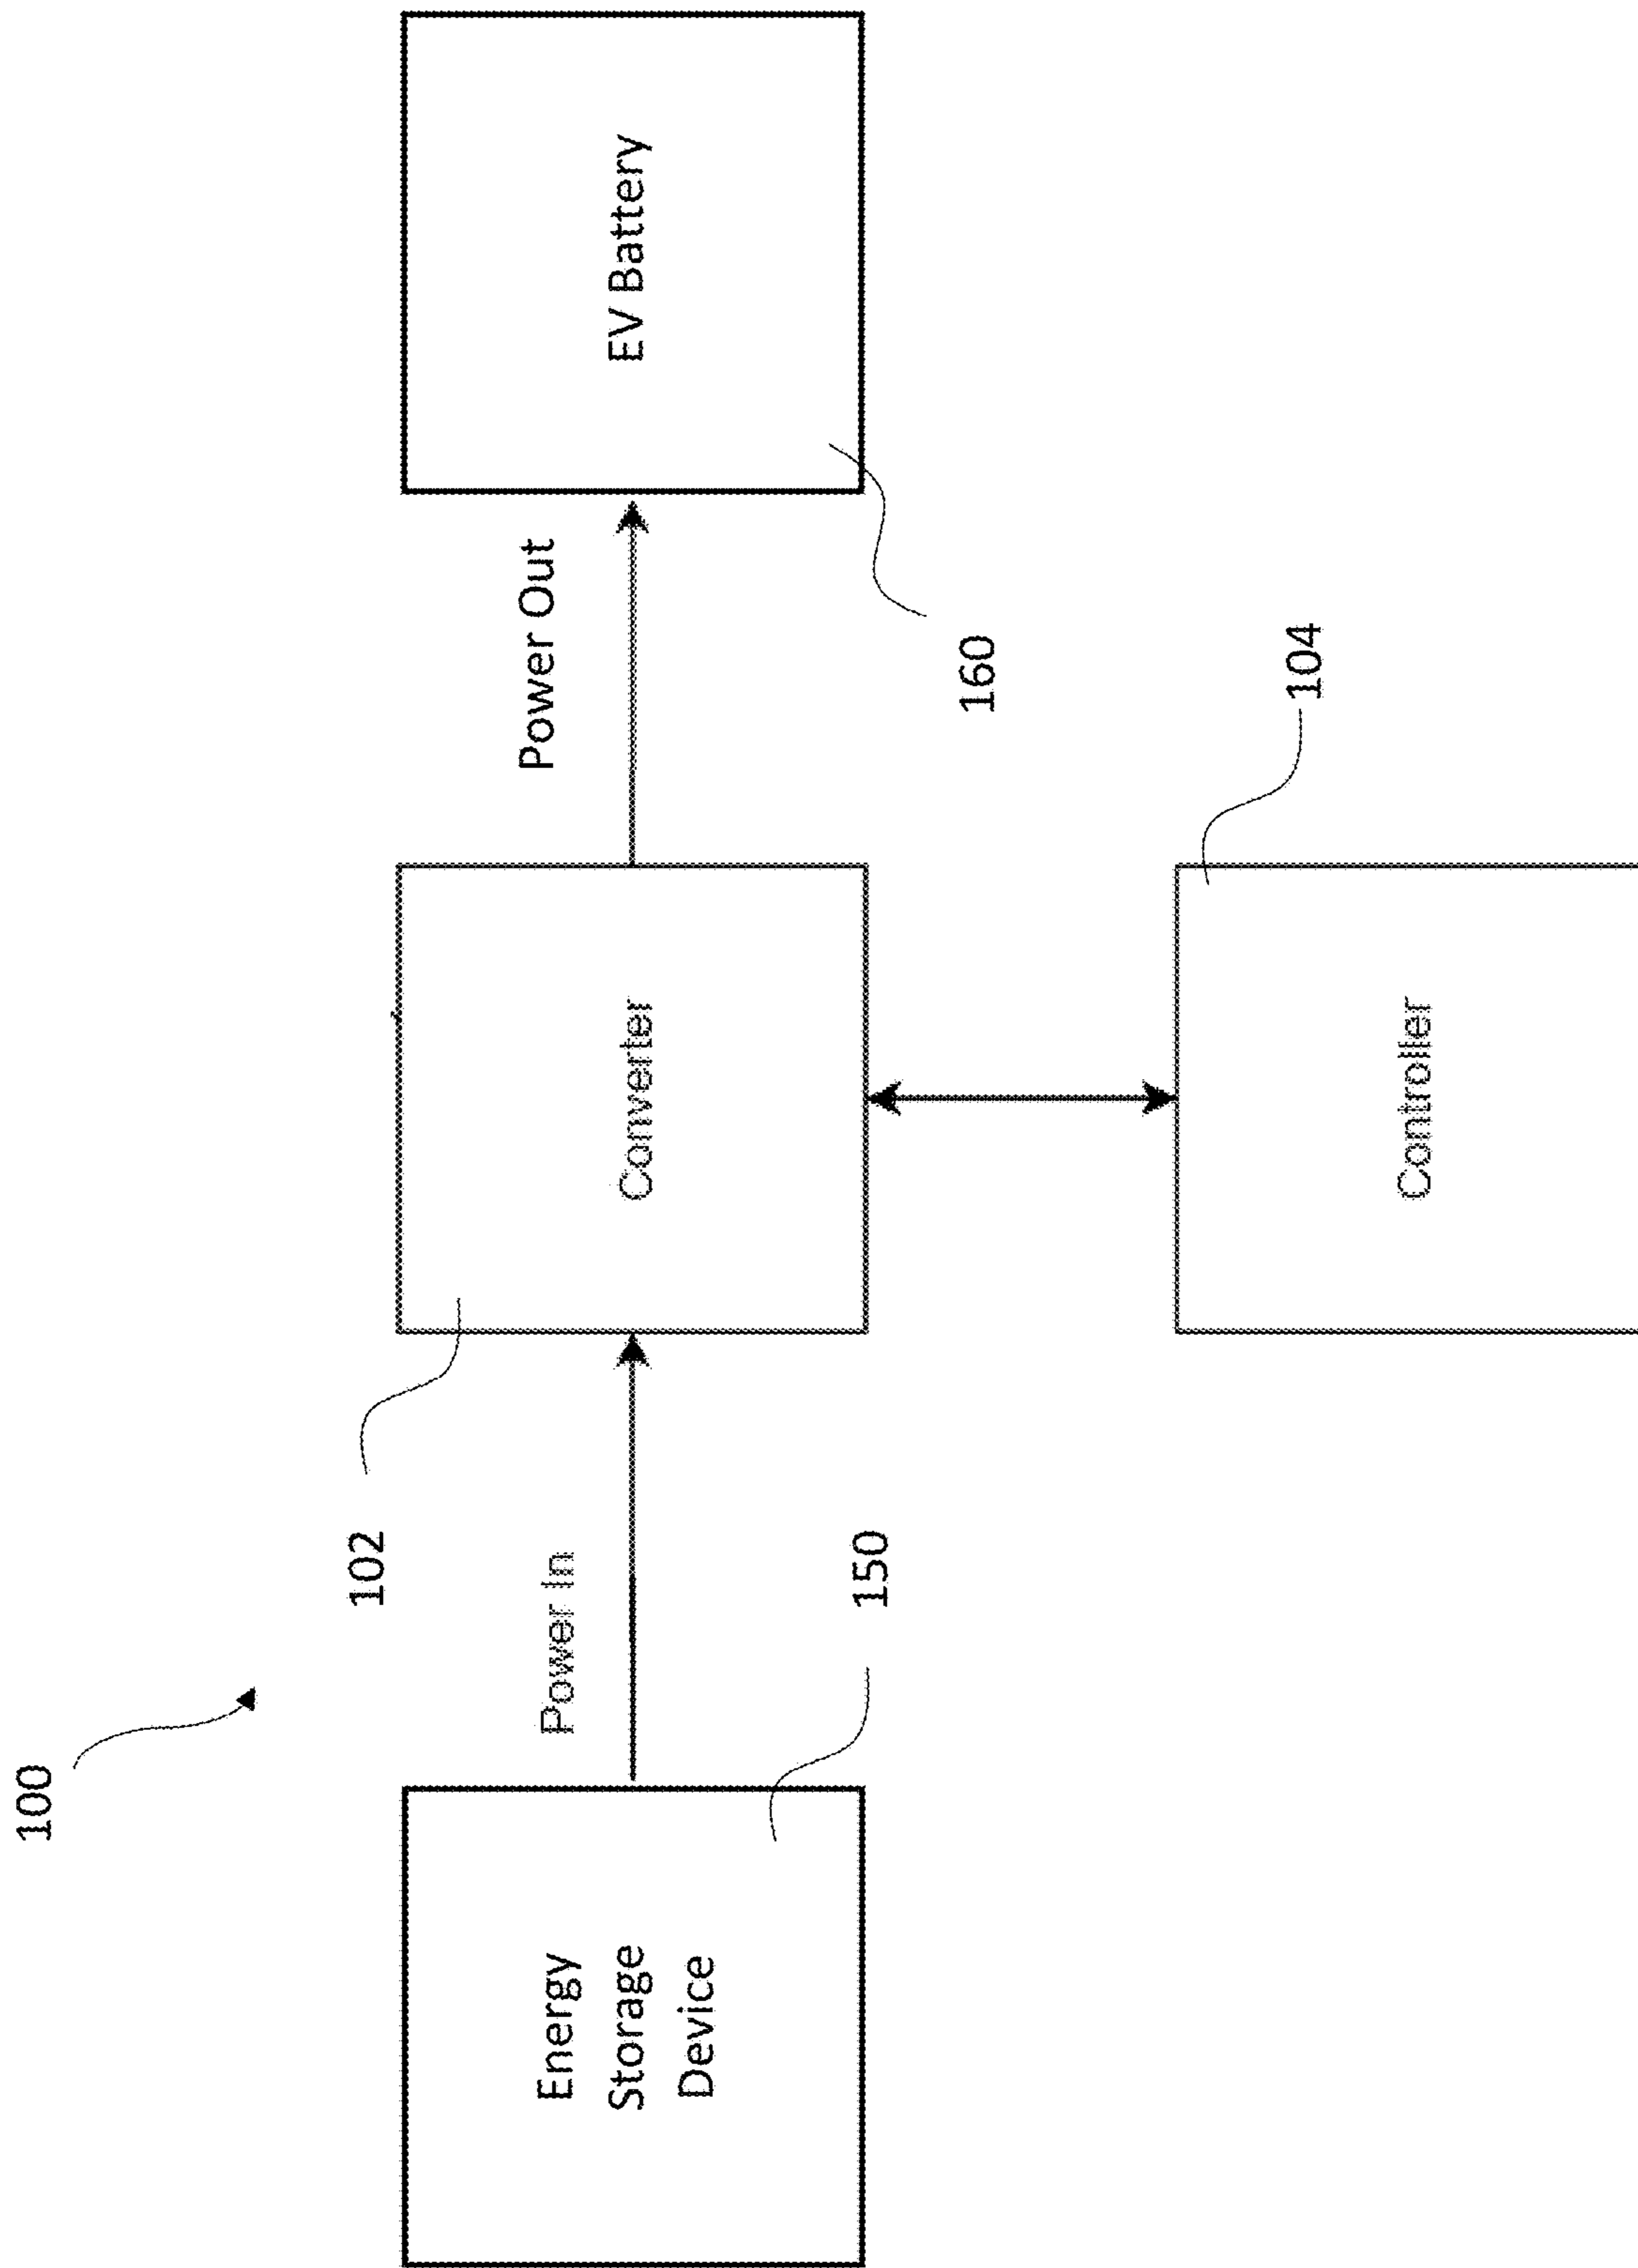 100
102
Power In
Power Out
Energy
Storage
Device
Converter
EV Battery
150
160
104
Controller